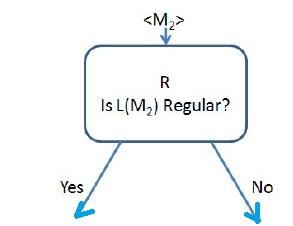 <M₂>
R
Is L(M₂) Regular?
Yes
No